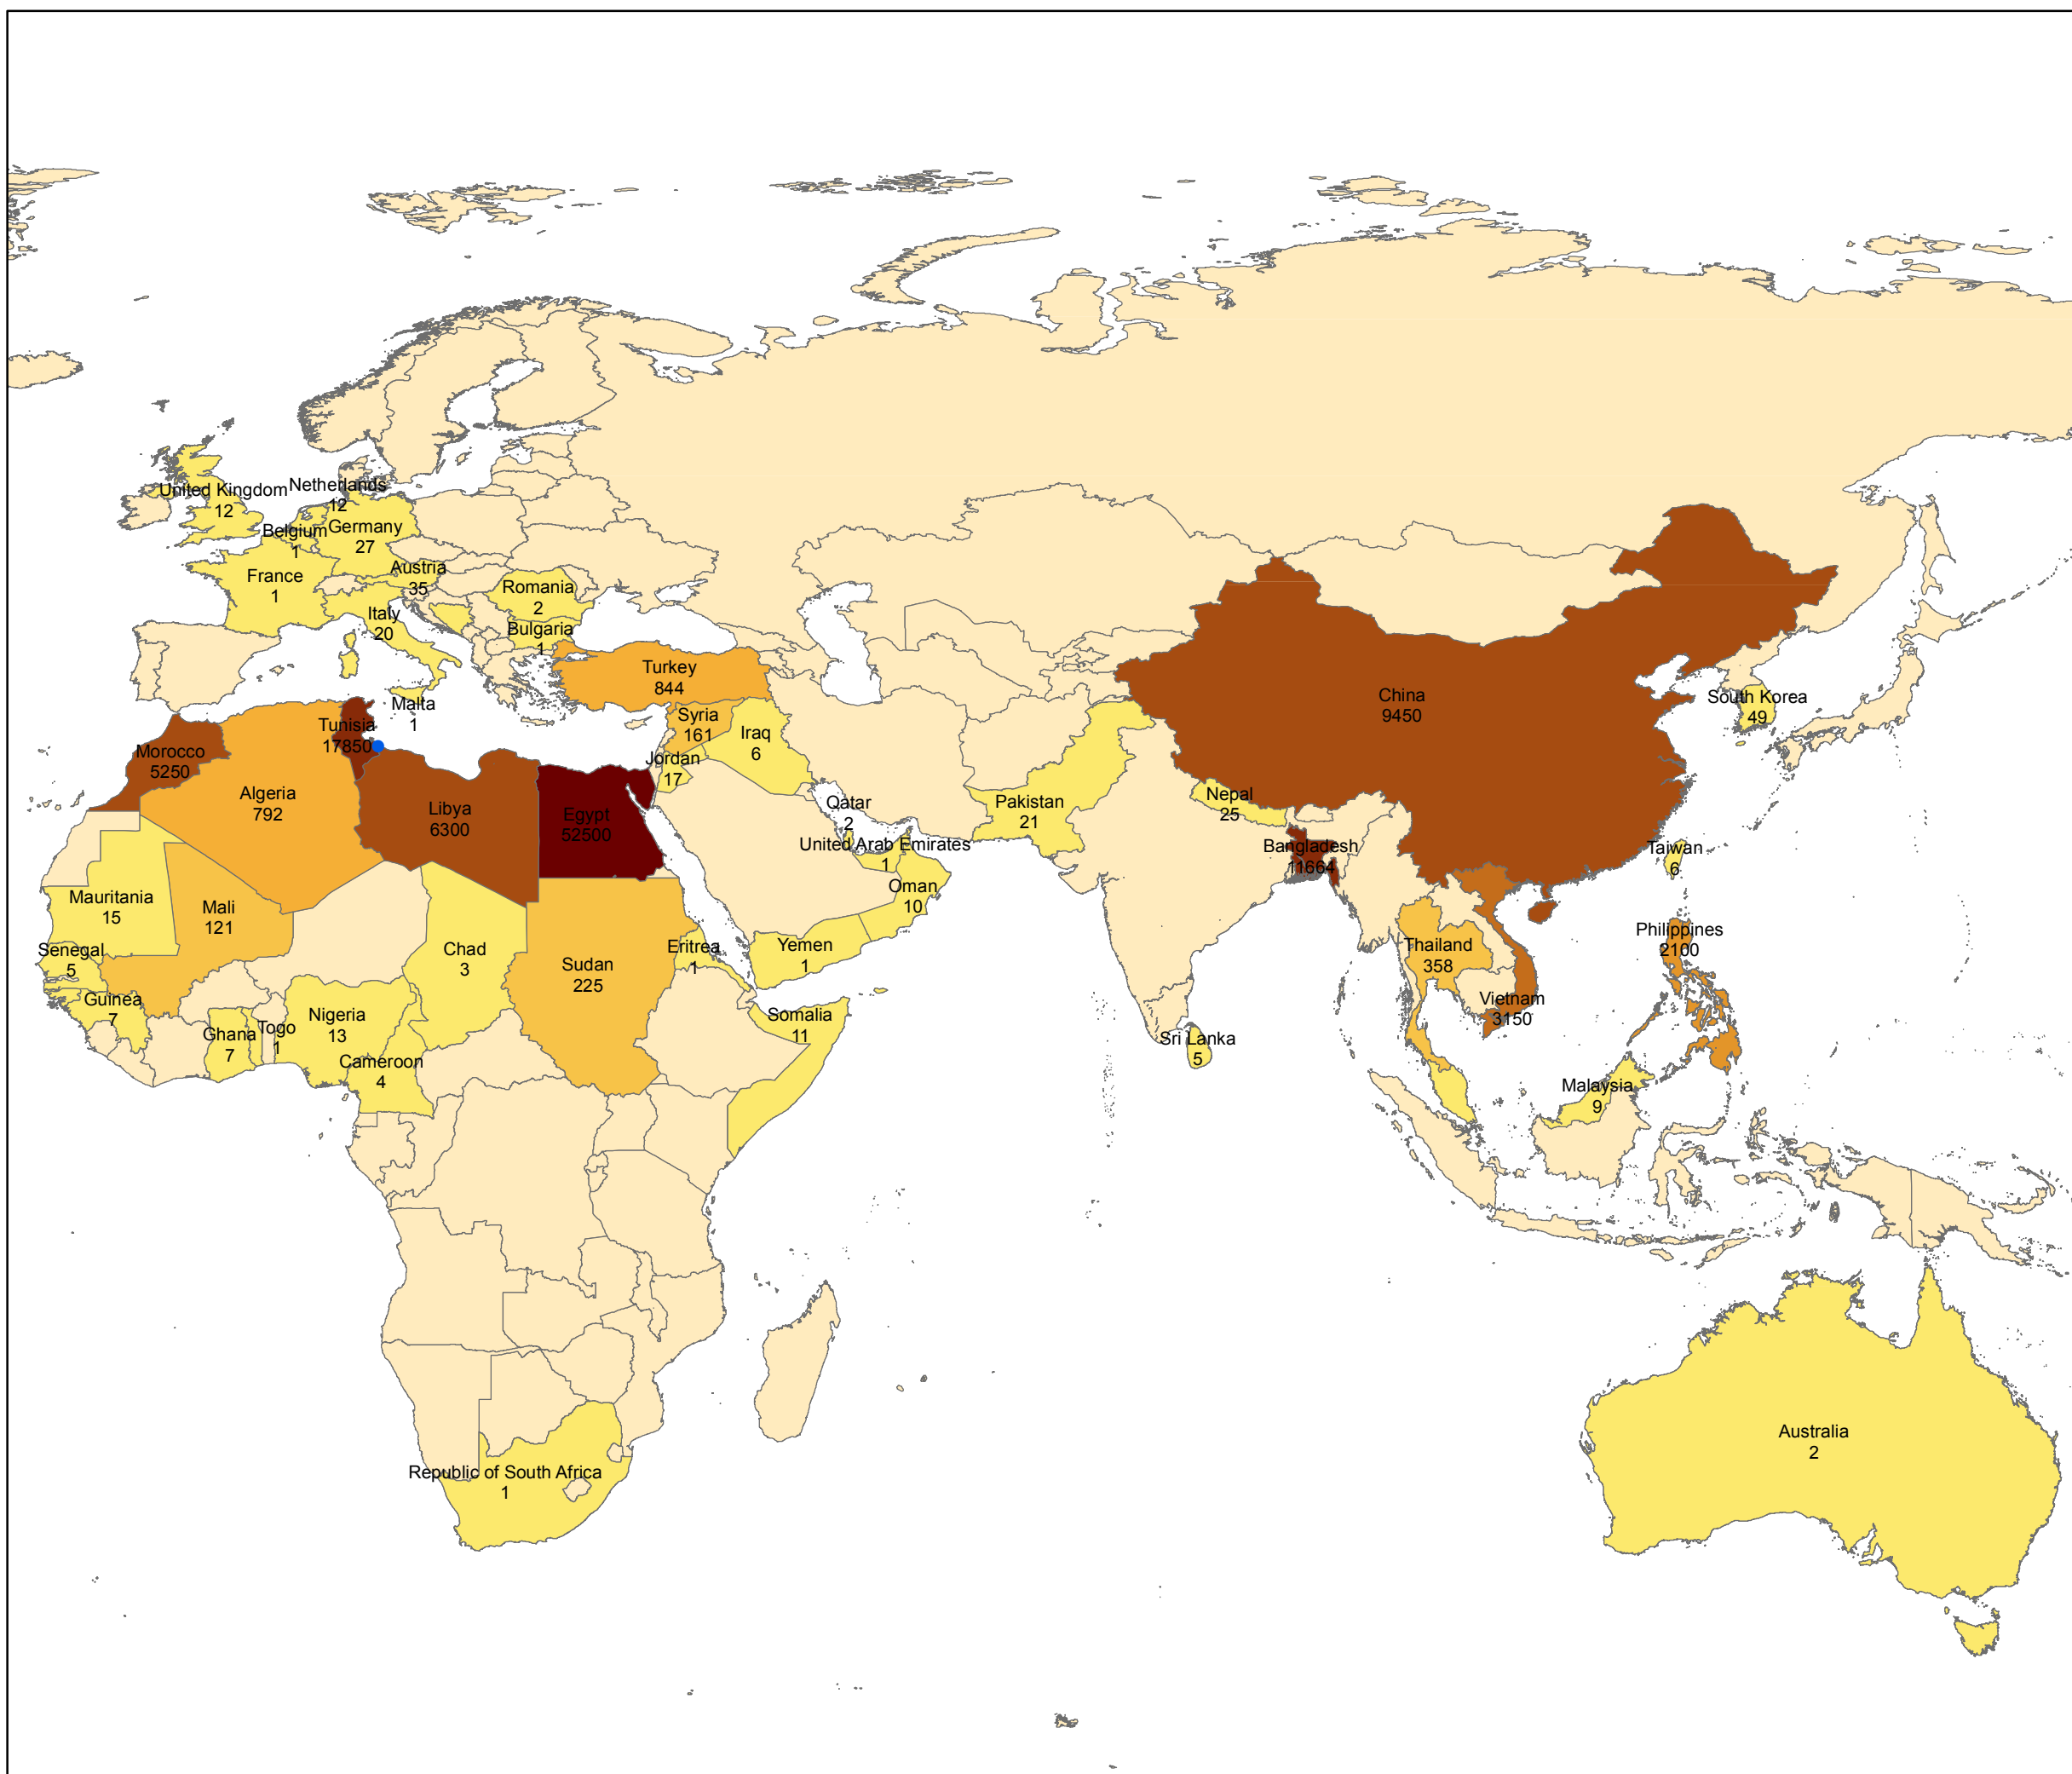 United Kingdom
12
Netherlands
12
Belgium
1
Germany
27
France
1
Austria
35
Romania
2
Italy
20
Bulgaria
1
Turkey
844
Malta
1
Tunisia
17850
Syria
161
Iraq
6
Jordan
17
Morocco
5250
Algeria
792
Libya
6300
Egypt
52500
Qatar
2
United Arab Emirates
1
Oman
10
Yemen
1
Pakistan
21
Nepal
25
Bangladesh
11664
China
9450
South Korea
49
Taiwan
6
Philippines
2100
Thailand
358
Vietnam
3150
Malaysia
9
Sri Lanka
5
Mauritania
15
Mali
121
Senegal
5
Guinea
7
Ghana
7
Togo
1
Nigeria
13
Cameroon
4
Chad
3
Sudan
225
Eritrea
1
Somalia
11
Republic of South Africa
1
Australia
2